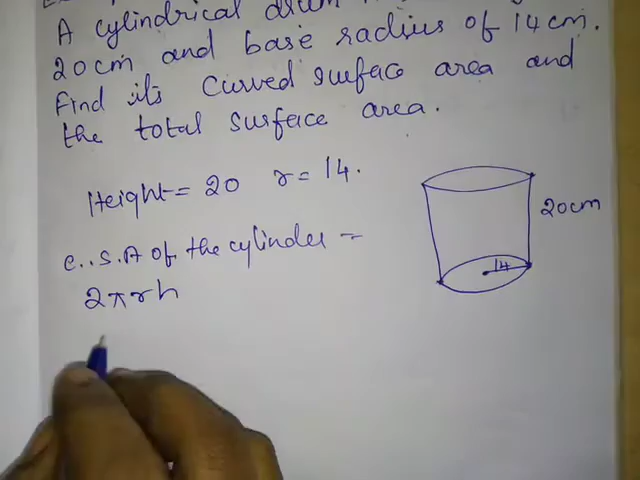 A cylindrical drum
20cm and base radius of 14cm.
Find its curved surface area and
the total surface area.
Height = 20 r = 14.
C..S.A of the cylinder =
2πrh
20cm
14